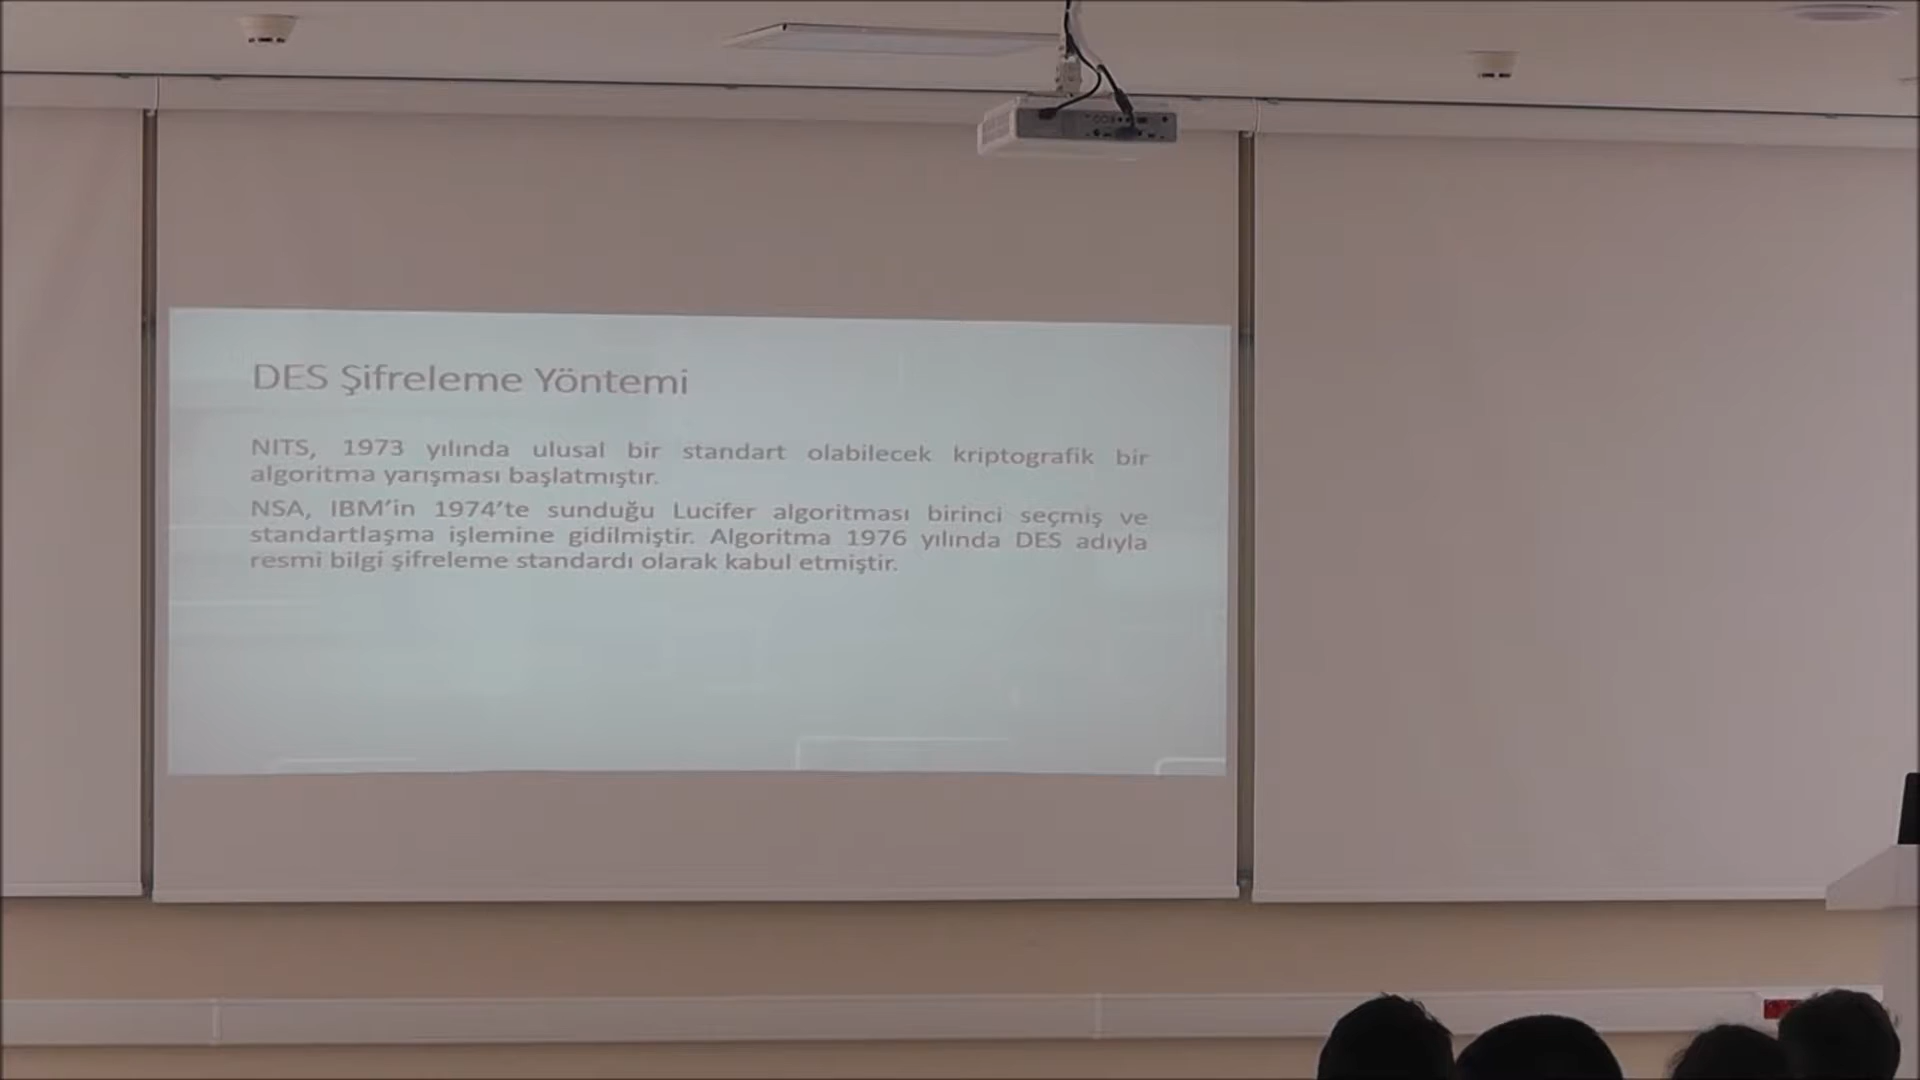 DES Şifreleme Yöntemi
NITS, 1973 yılında ulusal bir standart olabilecek kriptografik bir
algoritma yarışması başlatmıştır.
NSA, IBM’in 1974’te sunduğu Lucifer algoritması birinci seçmiş ve
standartlaşma işlemine gidilmiştir. Algoritma 1976 yılında DES adıyla
resmi bilgi şifreleme standardı olarak kabul etmiştir.